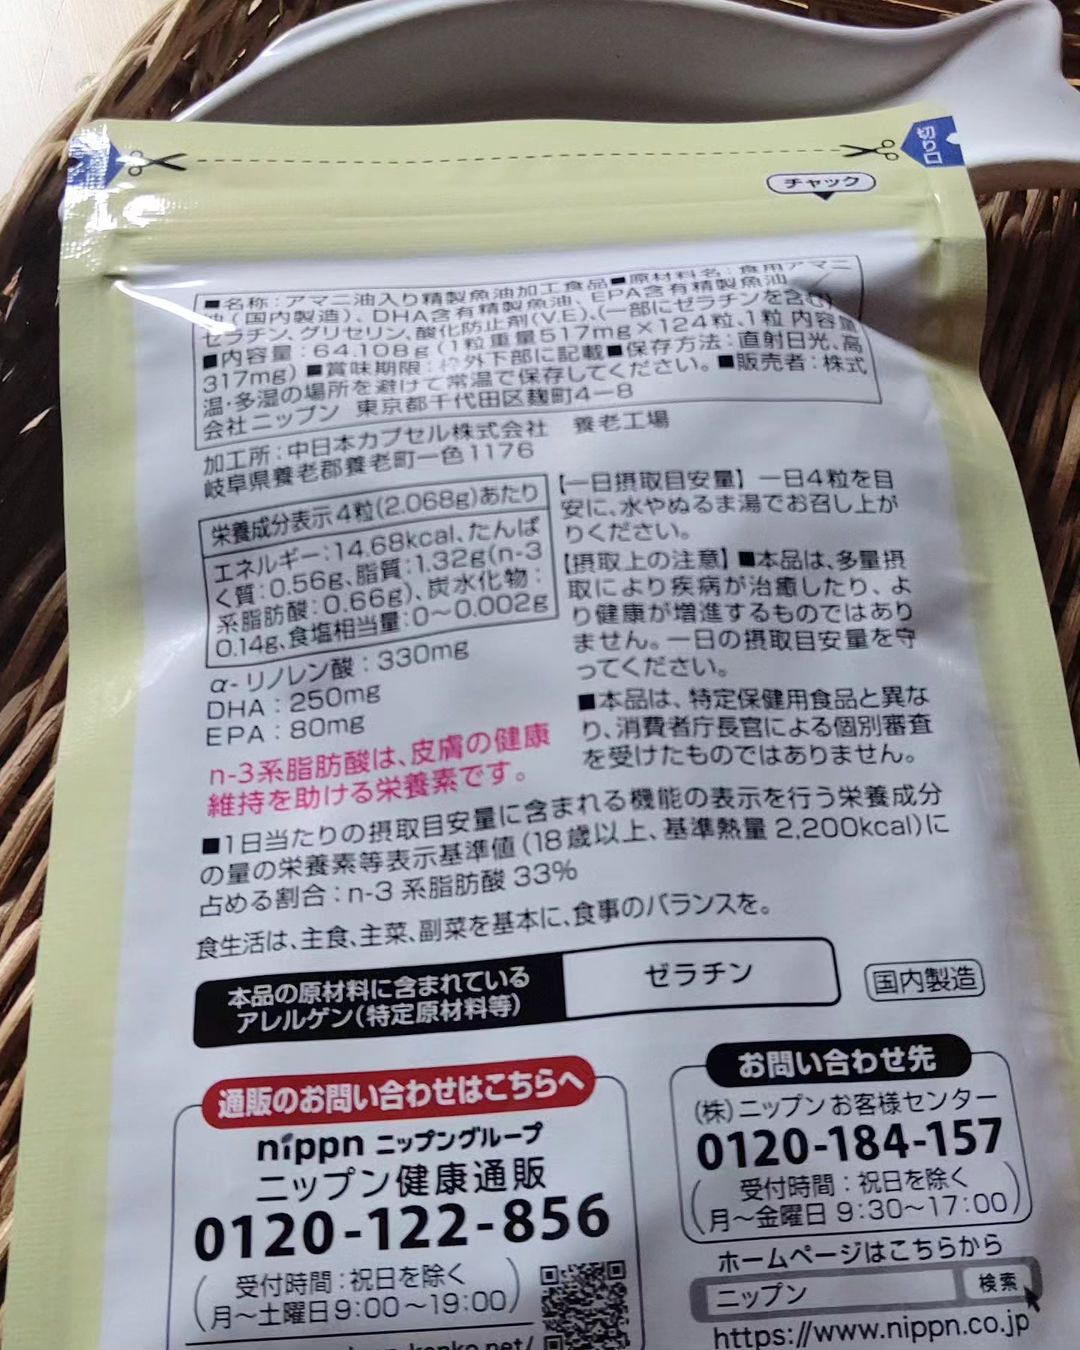 切り口
チャック
■名称：アマニ油入り精製魚油加工食品■原材料名：食用アマニ
油（国内製造）、DHA含有精製魚油、EPA含有精製魚油
ゼラチン、グリセリン、酸化防止剤(V.E)、(一部にゼラチンを含む)
■内容量：64.108g（1粒重量517mg×124粒、1粒 内容量
317mg）■賞味期限：枠外下部に記載■保存方法：直射日光、高
温・多湿の場所を避けて常温で保存してください。■販売者：株式
会社ニップン 東京都千代田区麹町4－8
加工所：中日本カプセル株式会社 養老工場
岐阜県養老郡養老町一色1176
栄養成分表示4粒(2.068g)あたり
エネルギー：14.68kcal、たんぱ
く質：0.56g、脂質：1.32g(n-3
系脂肪酸：0.66g)、炭水化物：
0.14g、食塩相当量：0～0.002g
α-リノレン酸：330mg
DHA：250mg
EPA：80mg
n-3系脂肪酸は、皮膚の健康
維持を助ける栄養素です。
【一日摂取目安量】一日4粒を目
安に、水やぬるま湯でお召し上が
りください。
【摂取上の注意】■本品は、多量摂
取により疾病が治癒したり、よ
り健康が増進するものではあり
ません。一日の摂取目安量を守
ってください。
■本品は、特定保健用食品と異な
り、消費者庁長官による個別審査
を受けたものではありません。
■1日当たりの摂取目安量に含まれる機能の表示を行う栄養成分
の量の栄養素等表示基準値(18歳以上、基準熱量2,200kcal)に
占める割合：n-3系脂肪酸 33%
食生活は、主食、主菜、副菜を基本に、食事のバランスを。
本品の原材料に含まれている
アレルゲン(特定原材料等)
ゼラチン
国内製造
通販のお問い合わせはこちらへ
nippn ニップングループ
ニップン健康通販
0120-122-856
受付時間：祝日を除く
月～土曜日9:00～19:00
お問い合わせ先
(株)ニップンお客様センター
0120-184-157
受付時間：祝日を除く
月～金曜日 9:30～17:00
ホームページはこちらから
ニップン 検索
https://www.nippn.co.jp